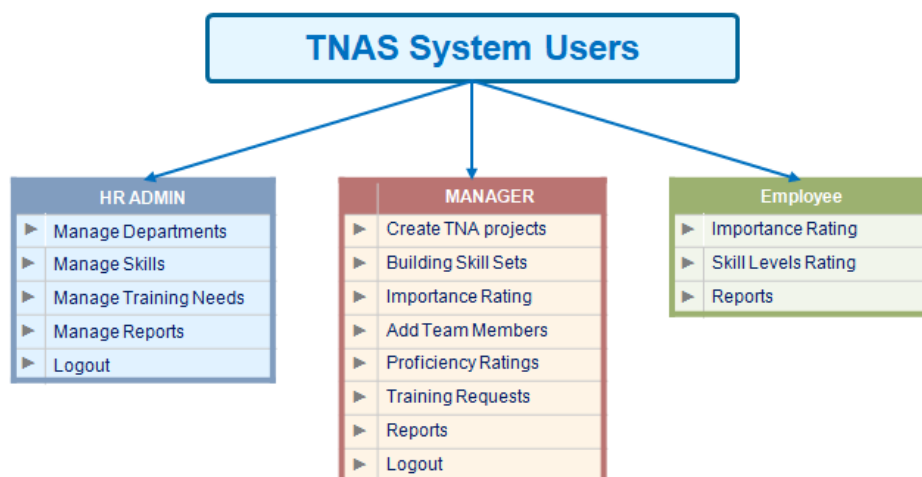 TNAS System Users
HR ADMIN
Manage Departments
Manage Skills
Manage Training Needs
Manage Reports
Logout
MANAGER
Create TNA projects
Building Skill Sets
Importance Rating
Add Team Members
Proficiency Ratings
Training Requests
Reports
Logout
Employee
Importance Rating
Skill Levels Rating
Reports